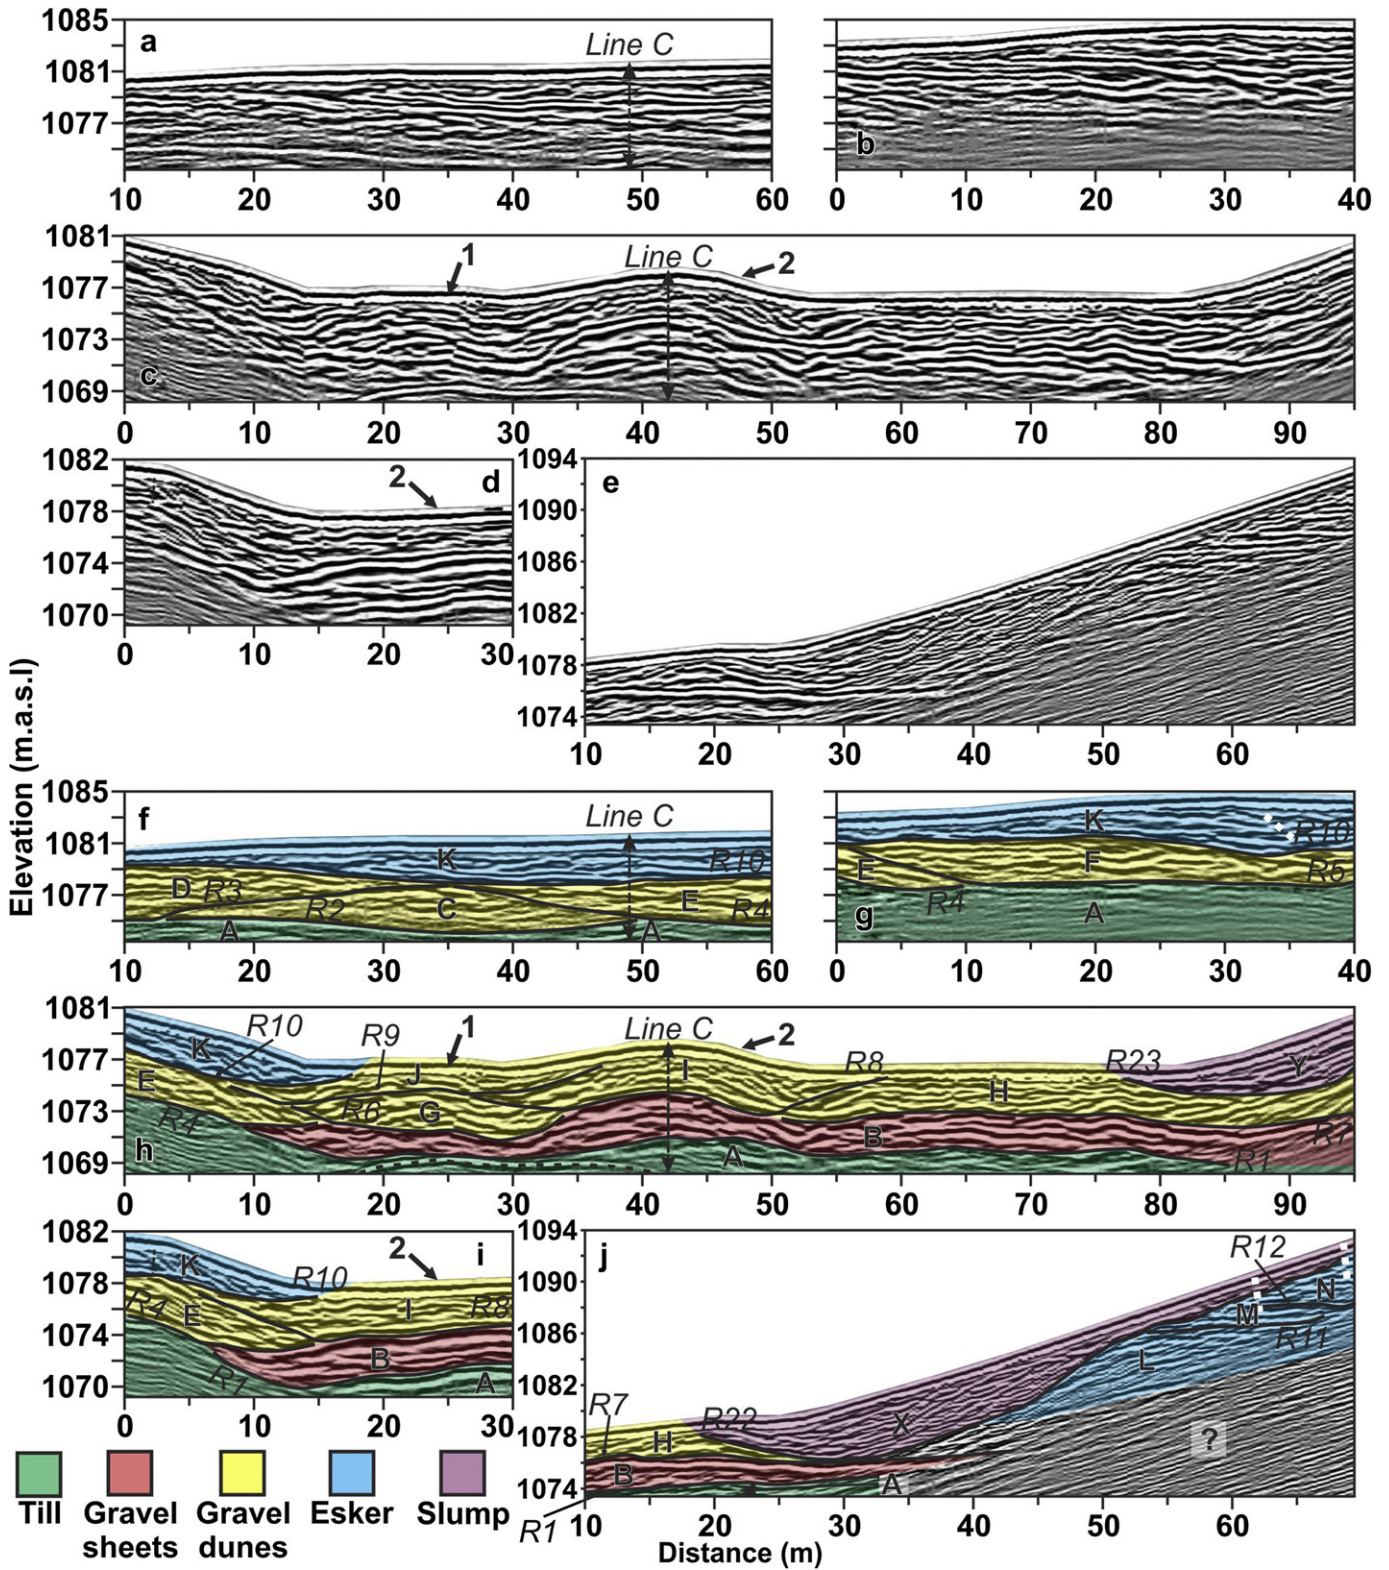 1085
1081
1077
a
Line C
10 20 30 40 50 60
b
0 10 20 30 40
1081
1077
1073
1069
c
1
Line C
2
0 10 20 30 40 50 60 70 80 90
1082
1078
1074
1070
2
d
0 10 20 30
1094
1090
1086
1082
1078
1074
e
10 20 30 40 50 60
Elevation (m.a.s.l)
1085
1081
1077
f
Line C
K
R10
D R3
R2
C
E
R4
A
A
10 20 30 40 50 60
K
R10
E
F
R5
R4
g
A
0 10 20 30 40
1081
1077
1073
1069
R10
R9
1
Line C
2
K
E
J
I
R8
R23
Y
H
R4
R6
G
B
R7
h
A
R1
0 10 20 30 40 50 60 70 80 90
1082
1078
1074
1070
2
i
K
R10
I
R8
R4
E
B
R1
A
0 10 20 30
1094
1090
1086
1082
1078
1074
j
R12
N
M
R11
L
R7
R22
X
H
B
A
?
R1
10 20 30 40 50 60
Distance (m)
Till
Gravel sheets
Gravel dunes
Esker
Slump